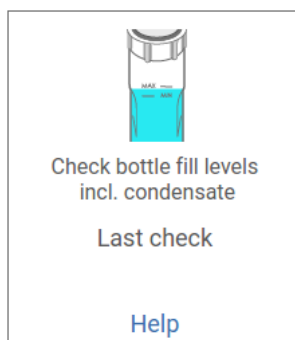 MAX
MIN
Check bottle fill levels
incl. condensate
Last check
Help